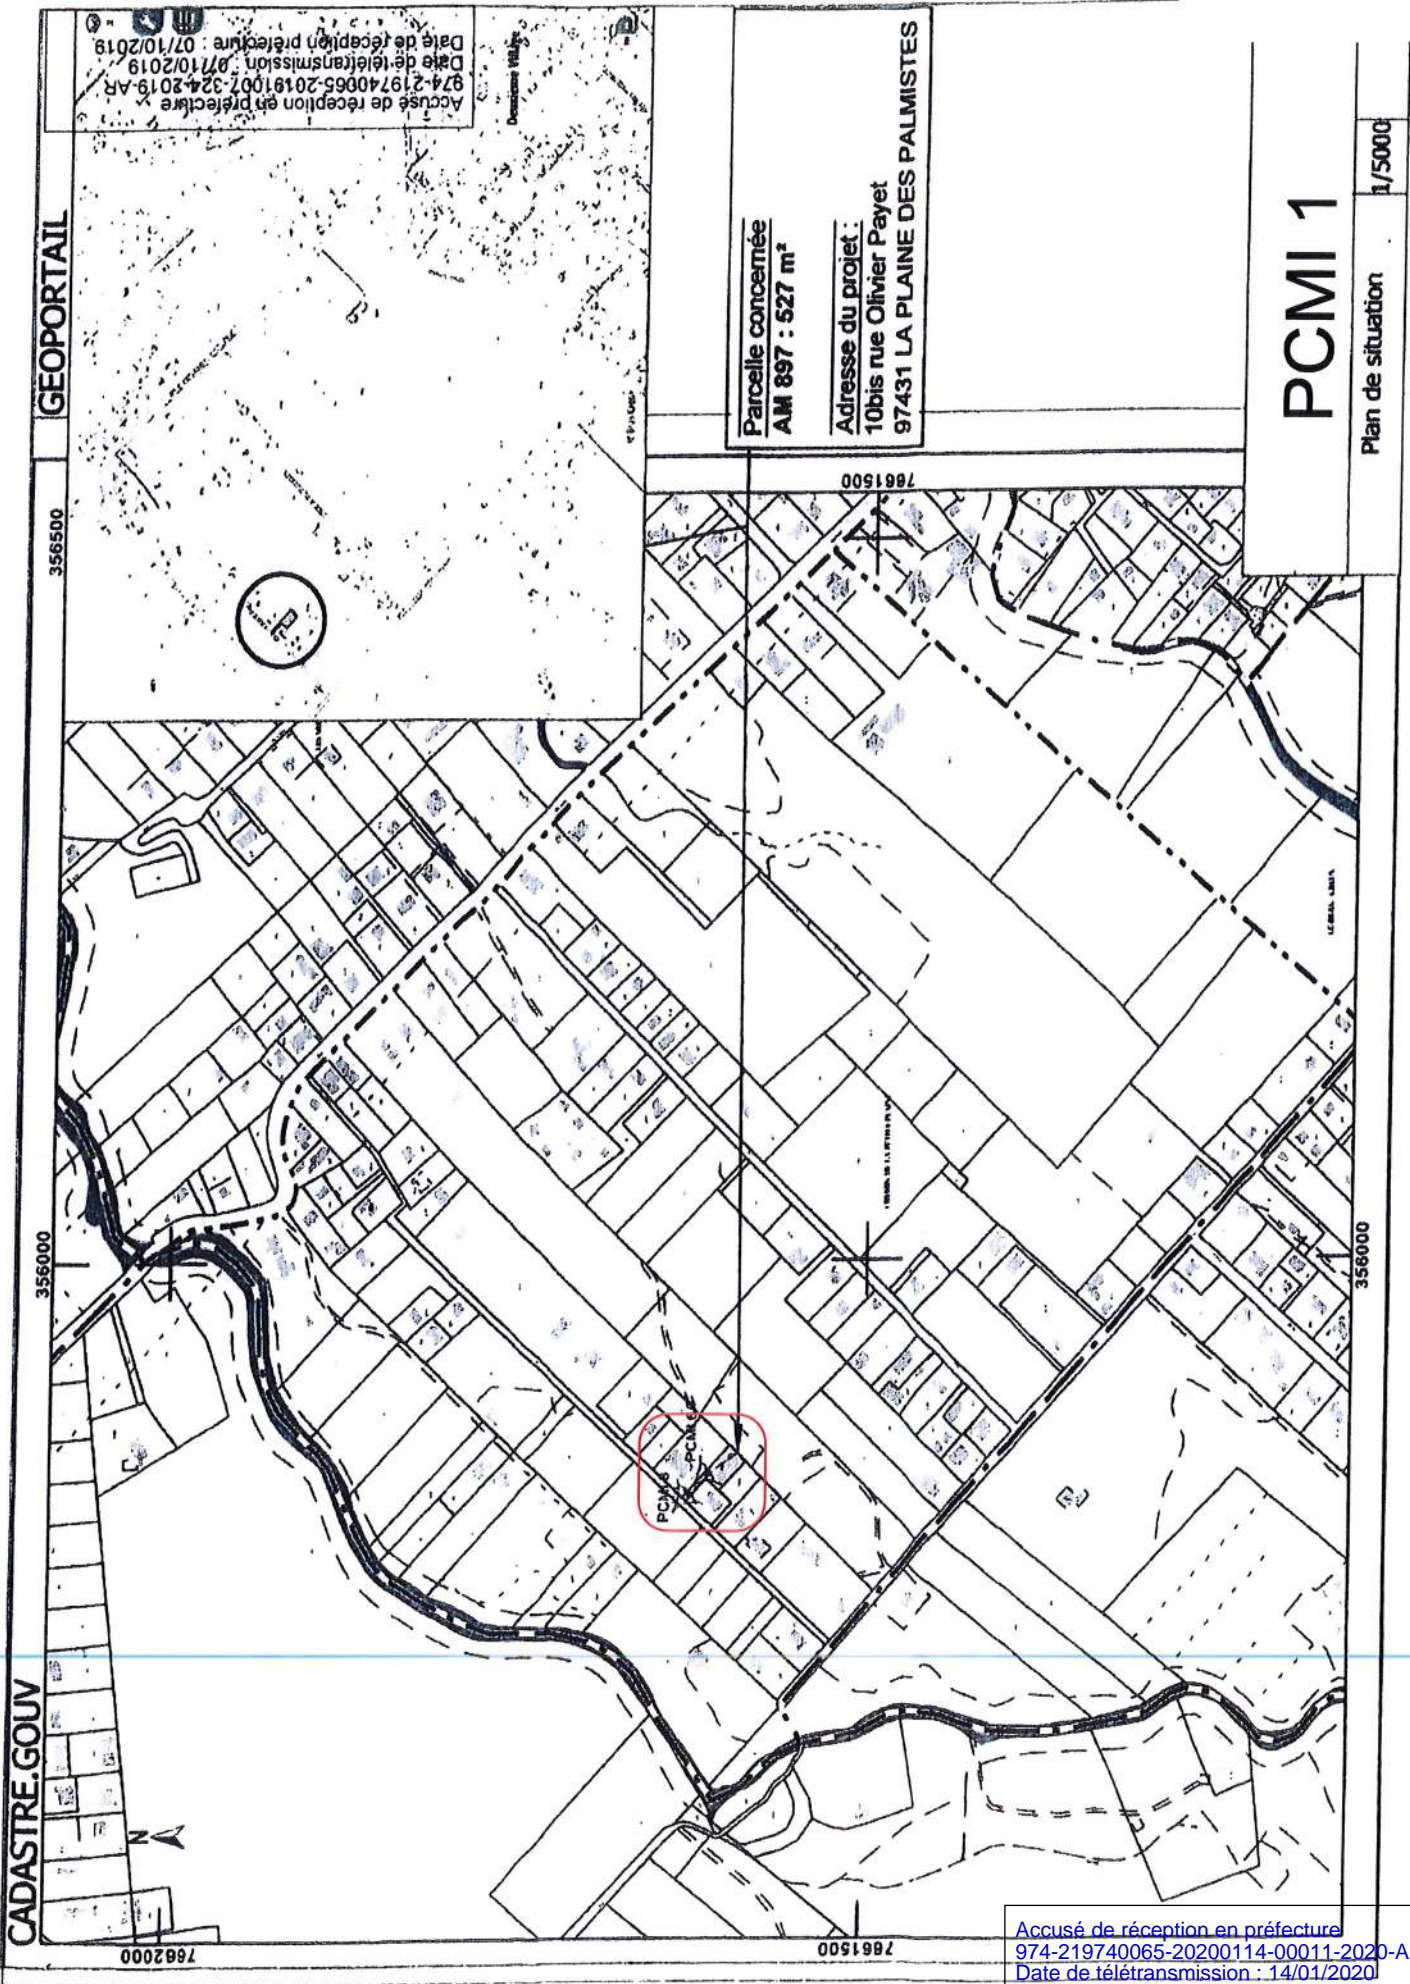 CADASTRE.GOUV
GEOPORTAIL
Accusé de réception en préfecture
974-219740065-20191007-324-2019-AR
Date de télétransmission : 07/10/2019
Date de réception préfecture : 07/10/2019
356000
356500
7662000
7661500
N
Parcelle concernée
AM 897 : 527 m²
Adresse du projet :
10bis rue Olivier Payet
97431 LA PLAINE DES PALMISTES
7661500
356000
PCMI 1
Plan de situation
1/5000
Accusé de réception en préfecture
974-219740065-20200114-00011-2020-A
Date de télétransmission : 14/01/2020